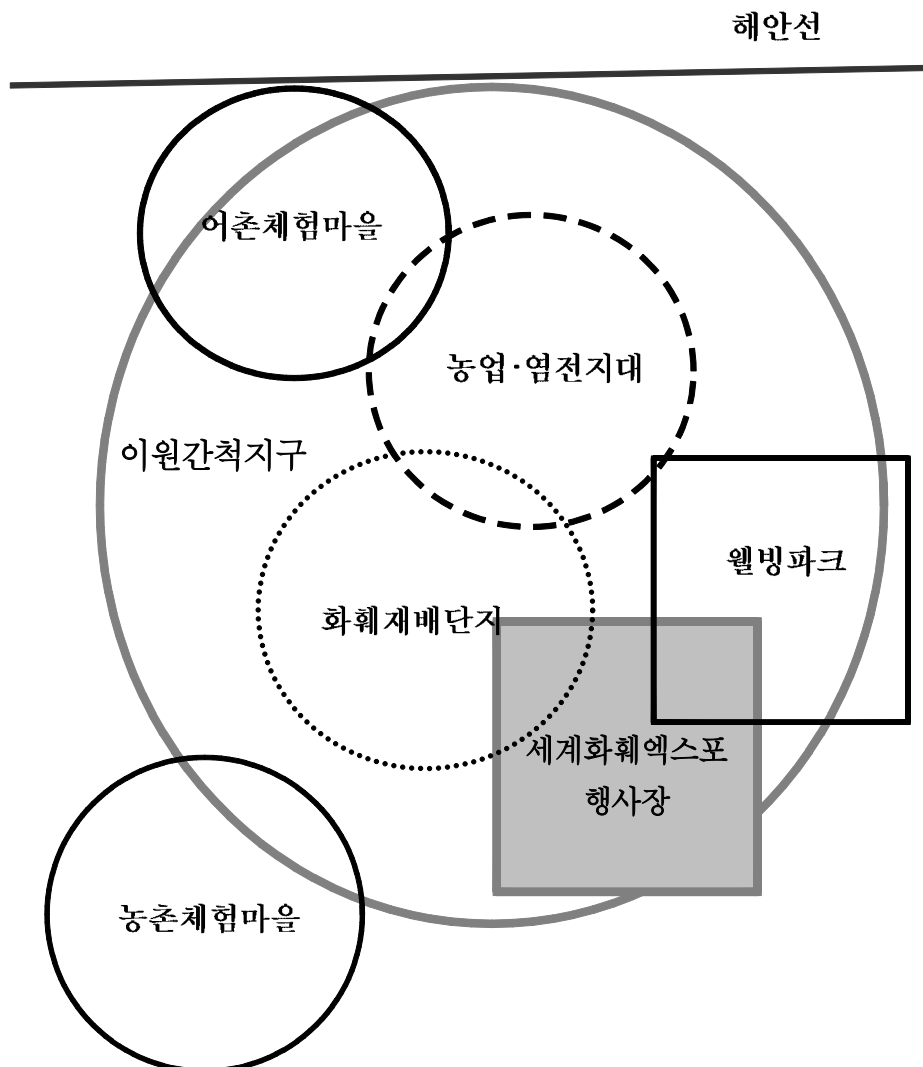 해안선
어촌체험마을
농업·염전지대
이원간척지구
웰빙파크
화훼재배단지
세계화훼엑스포
행사장
농촌체험마을